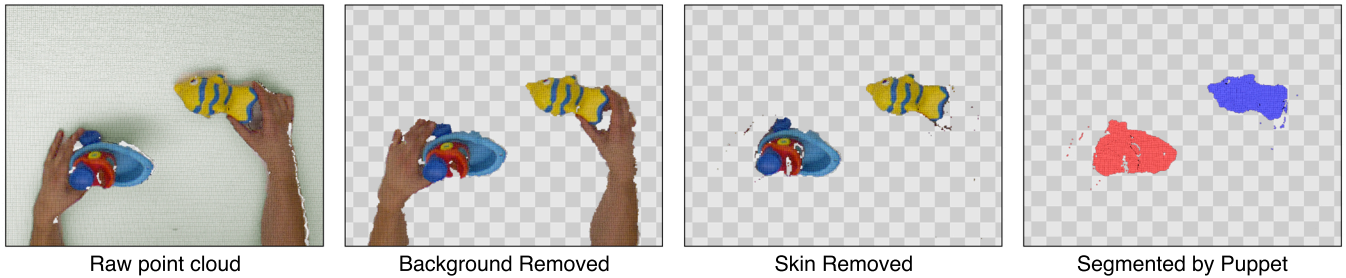 Raw point cloud
Background Removed
Skin Removed
Segmented by Puppet